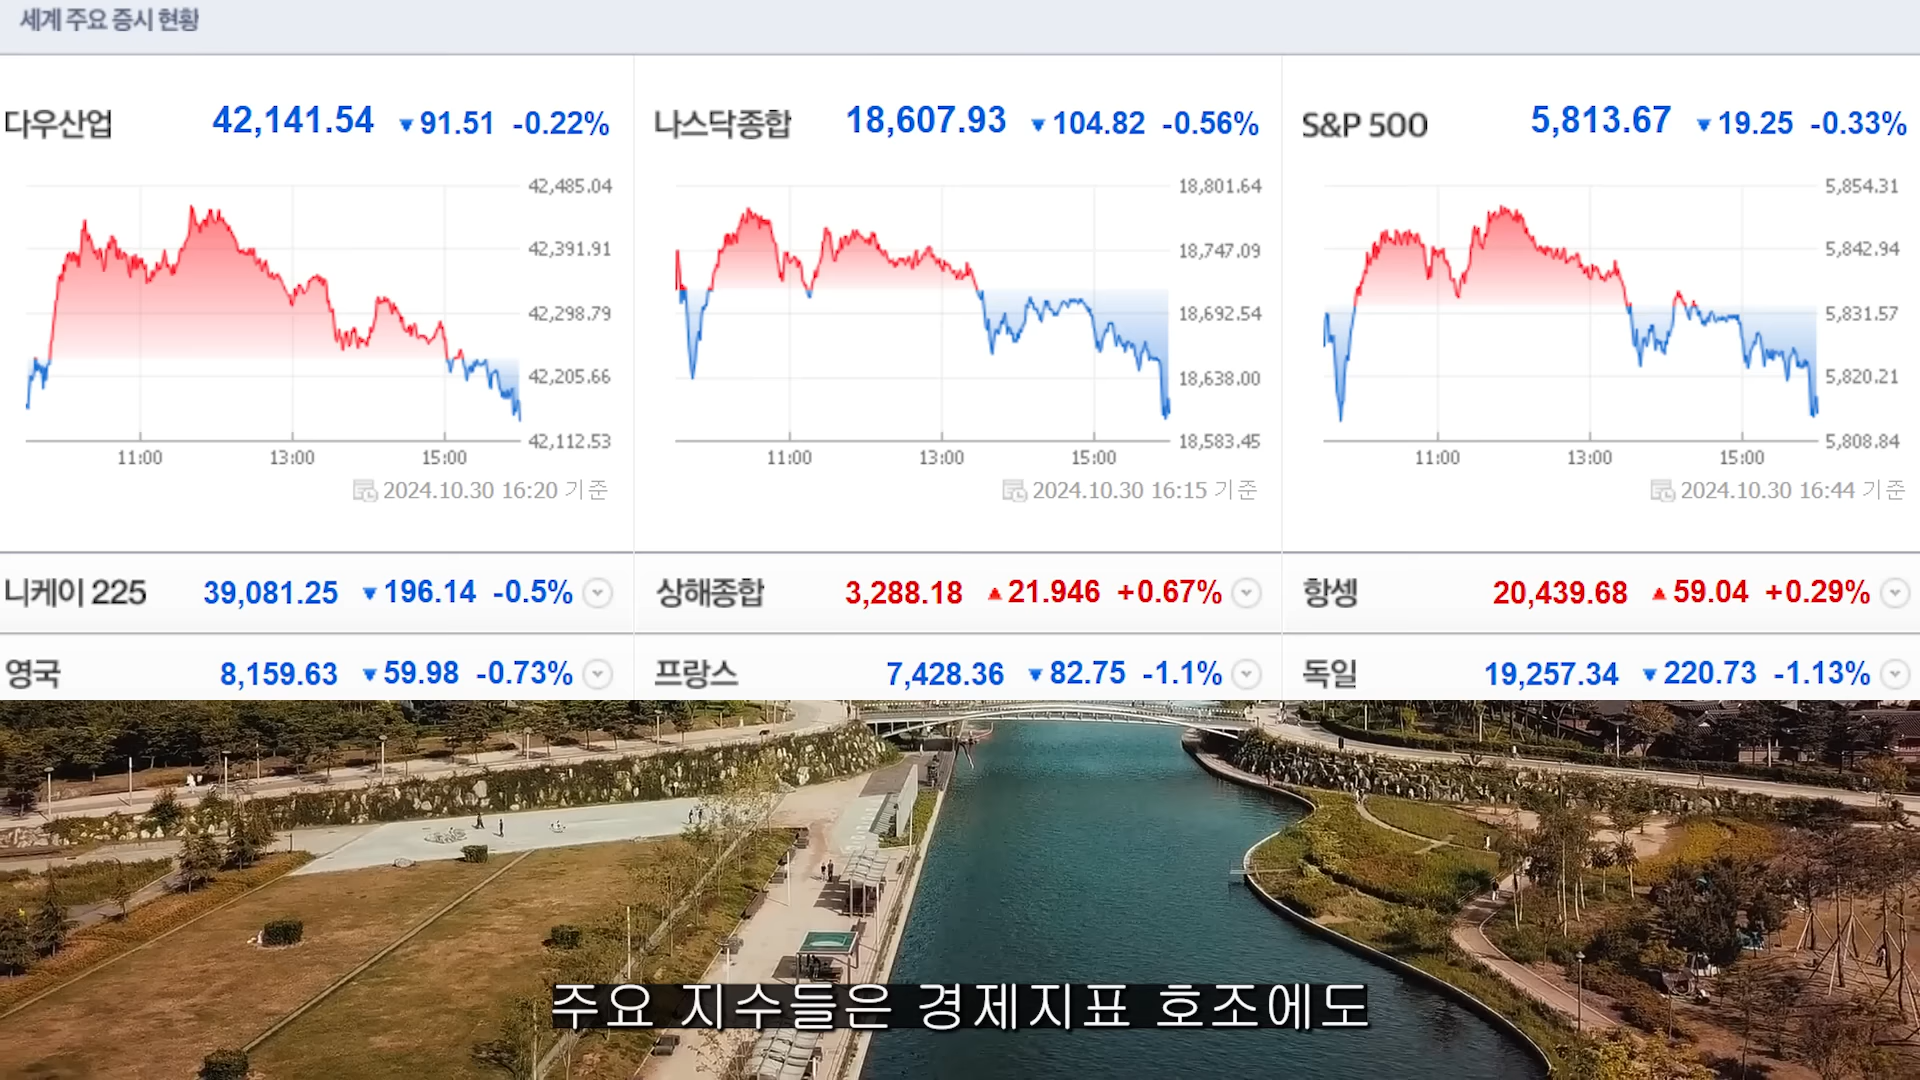 세계 주요 증시 현황
다우산업 42,141.54 ▼91.51 -0.22%
42,485.04
42,391.91
42,298.79
42,205.66
42,112.53
11:00 13:00 15:00
2024.10.30 16:20 기준
나스닥종합 18,607.93 ▼104.82 -0.56%
18,801.64
18,747.09
18,692.54
18,638.00
18,583.45
11:00 13:00 15:00
2024.10.30 16:15 기준
S&P 500 5,813.67 ▼19.25 -0.33%
5,854.31
5,842.94
5,831.57
5,820.21
5,808.84
11:00 13:00 15:00
2024.10.30 16:44 기준
니케이 225 39,081.25 ▼196.14 -0.5%
상해종합 3,288.18 ▲21.946 +0.67%
항셍 20,439.68 ▲59.04 +0.29%
영국 8,159.63 ▼59.98 -0.73%
프랑스 7,428.36 ▼82.75 -1.1%
독일 19,257.34 ▼220.73 -1.13%
주요 지수들은 경제지표 호조에도